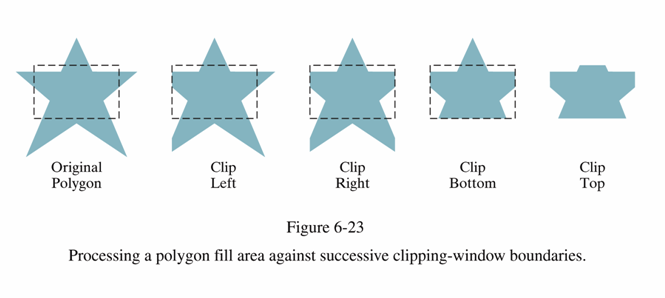 Original
Polygon
Clip
Left
Clip
Right
Clip
Bottom
Clip
Top
Figure 6-23
Processing a polygon fill area against successive clipping-window boundaries.